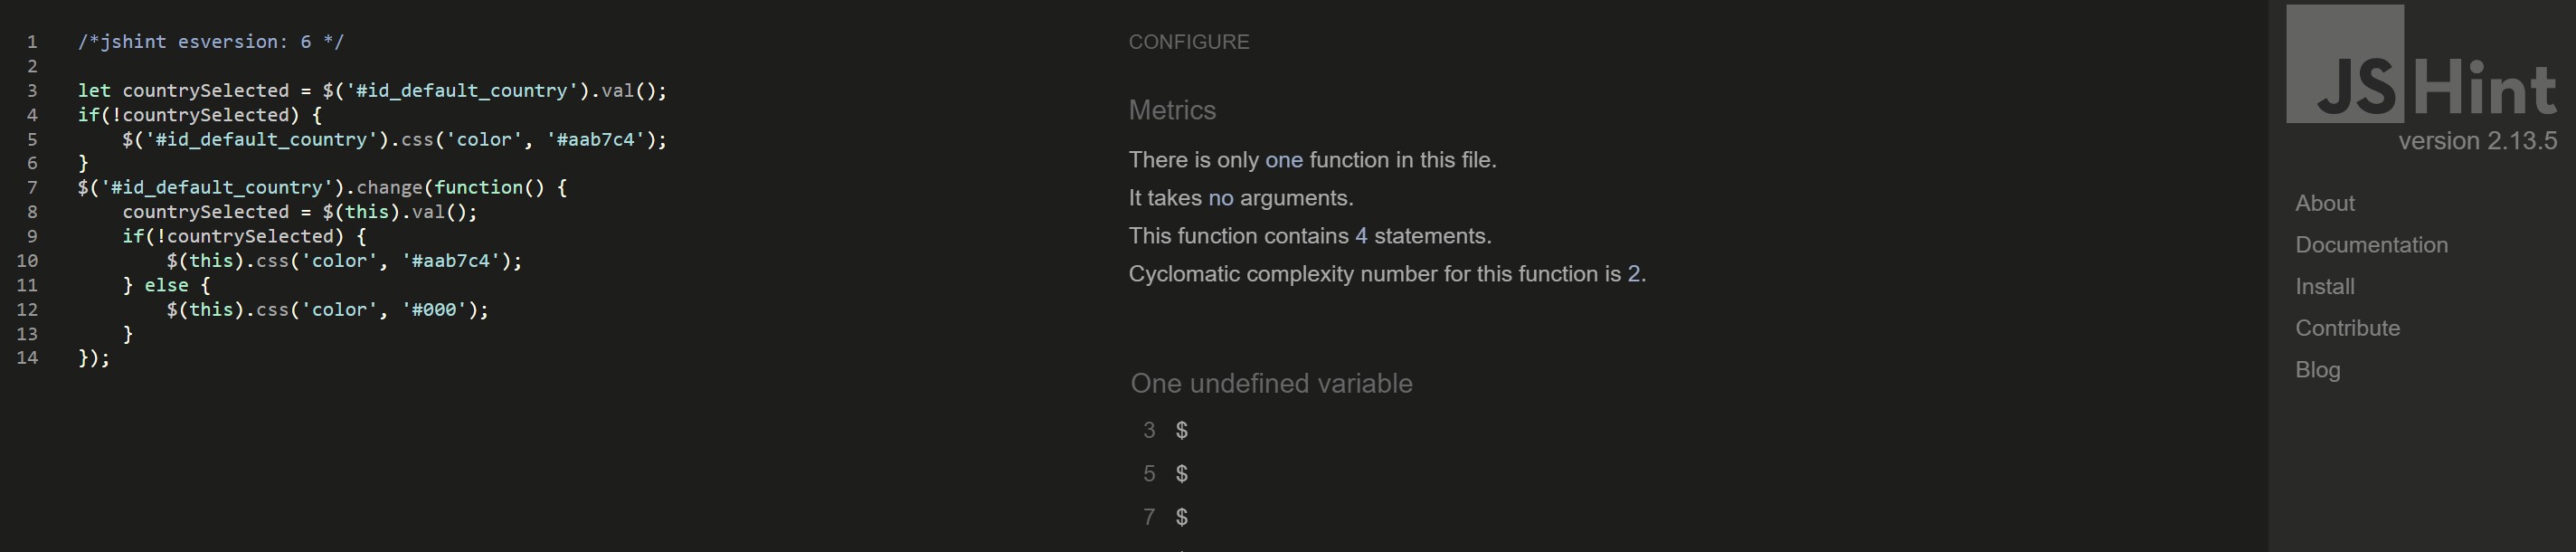 1 /*jshint esversion: 6 */
2
3 let countrySelected = $('#id_default_country').val();
4 if(!countrySelected) {
5     $('#id_default_country').css('color', '#aab7c4');
6 }
7 $('#id_default_country').change(function() {
8     countrySelected = $(this).val();
9     if(!countrySelected) {
10         $(this).css('color', '#aab7c4');
11     } else {
12         $(this).css('color', '#000');
13     }
14 });
CONFIGURE
Metrics
There is only one function in this file.
It takes no arguments.
This function contains 4 statements.
Cyclomatic complexity number for this function is 2.
One undefined variable
3 $
5 $
7 $
JSHint
version 2.13.5
About
Documentation
Install
Contribute
Blog